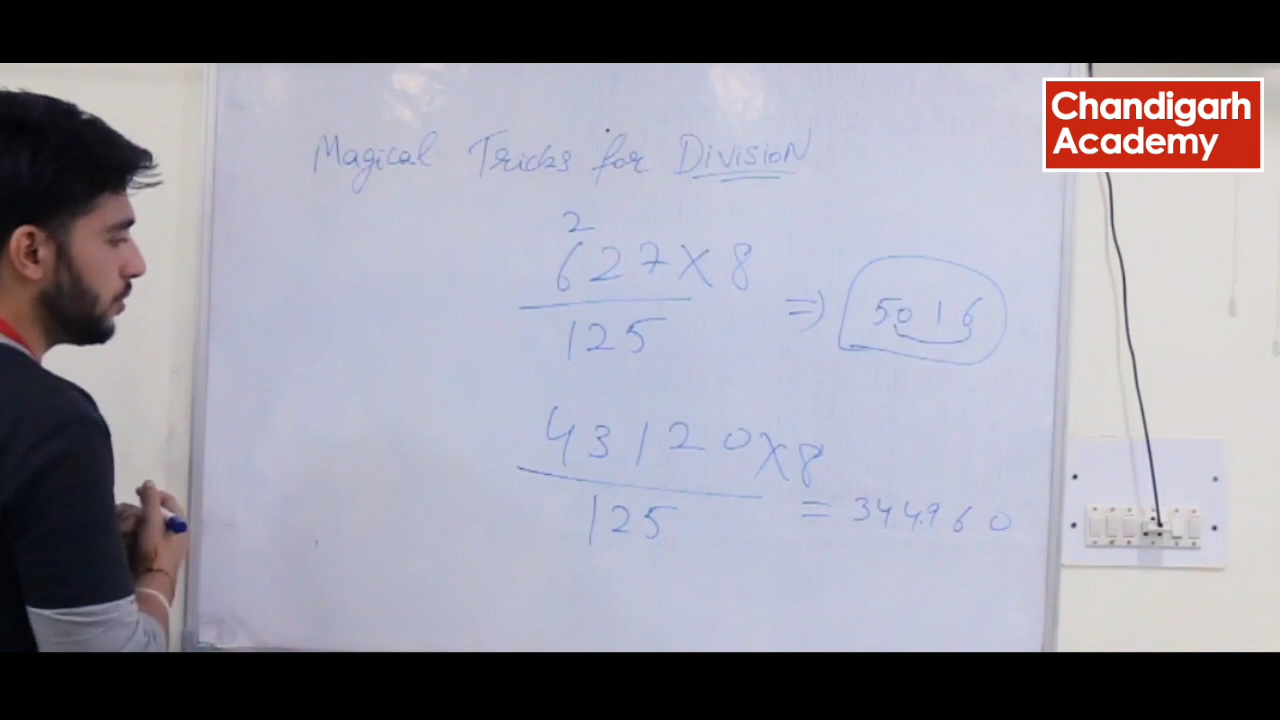 Chandigarh
Academy
Magical Tricks for Division
2
627 X 8
125
=> 5016
43120 X 8
125
= 344.960